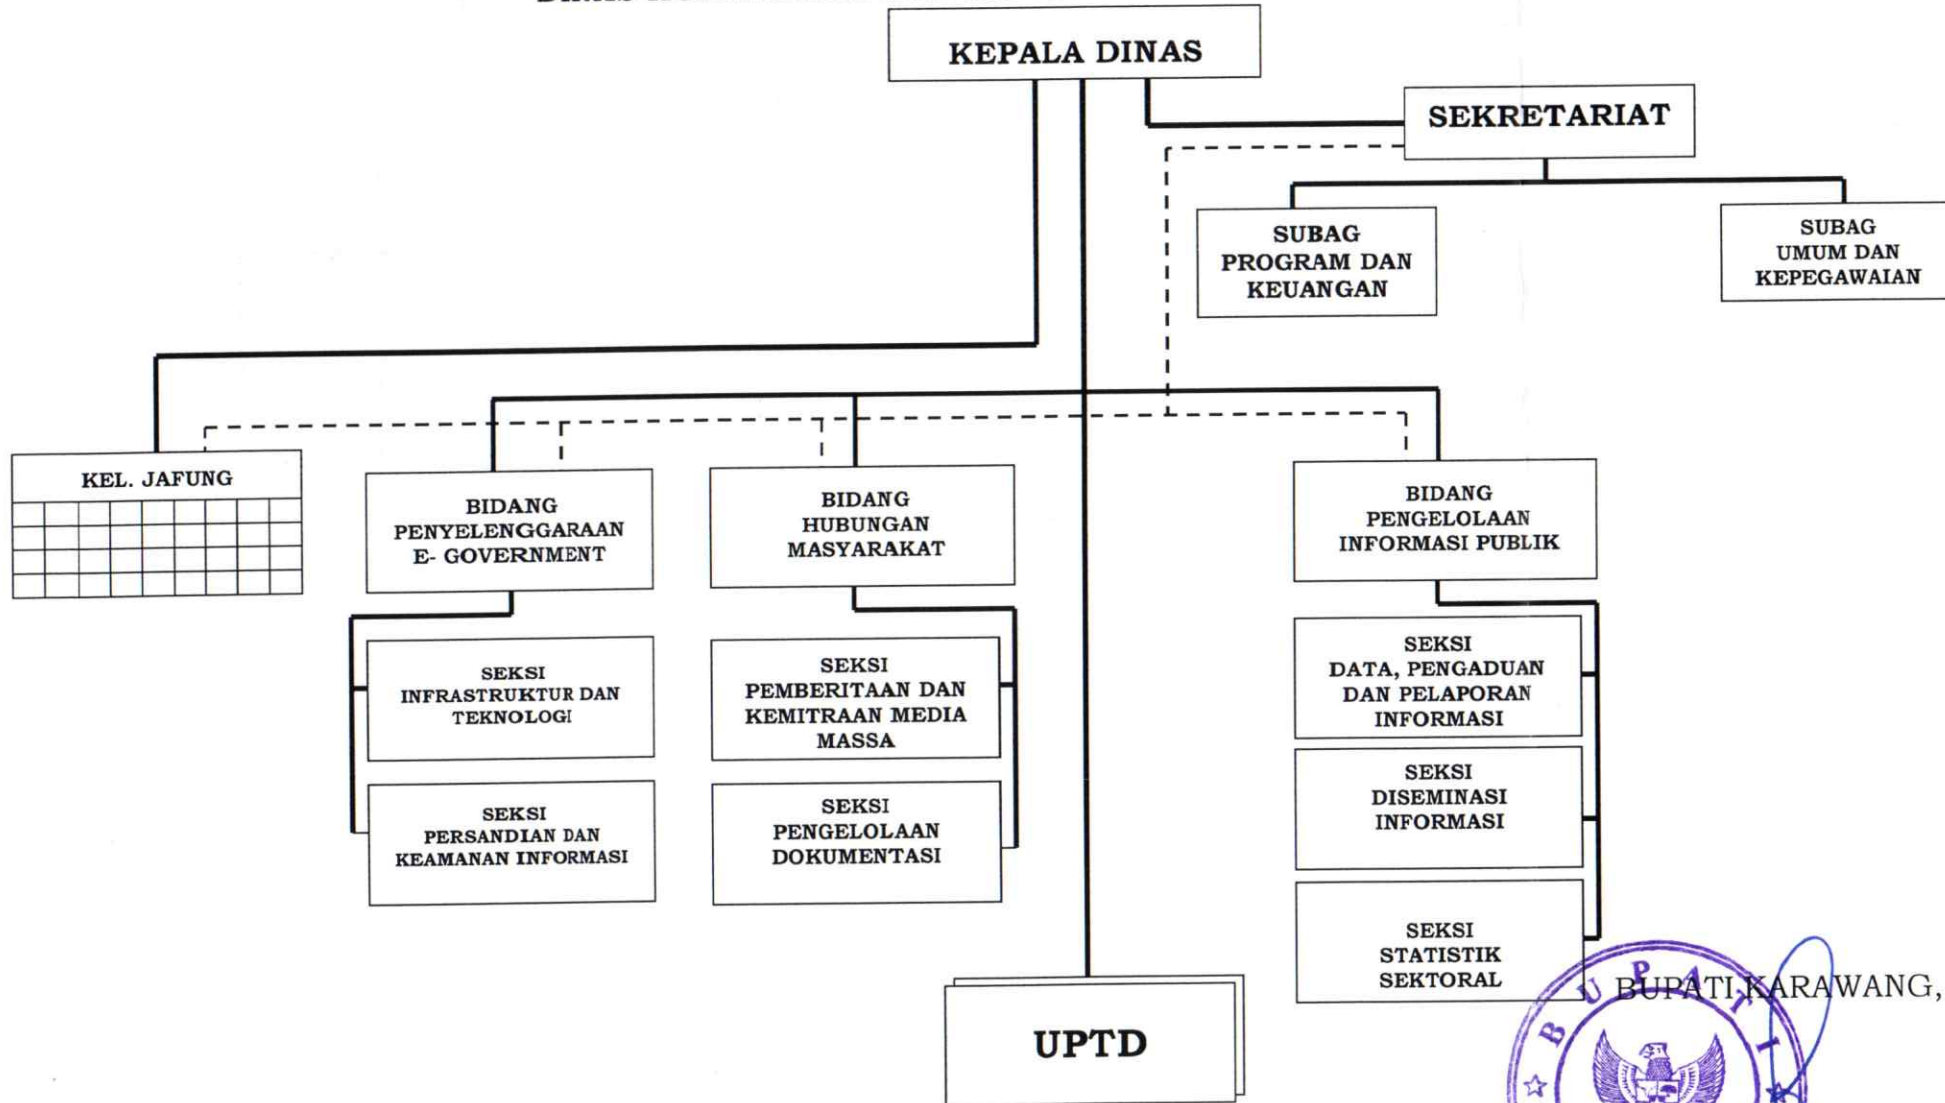 KEPALA DINAS
SEKRETARIAT
SUBAG
PROGRAM DAN
KEUANGAN
SUBAG
UMUM DAN
KEPEGAWAIAN
KEL. JAFUNG
BIDANG
PENYELENGGARAAN
E- GOVERNMENT
BIDANG
HUBUNGAN
MASYARAKAT
BIDANG
PENGELOLAAN
INFORMASI PUBLIK
SEKSI
INFRASTRUKTUR DAN
TEKNOLOGI
SEKSI
PEMBERITAAN DAN
KEMITRAAN MEDIA
MASSA
SEKSI
DATA, PENGADUAN
DAN PELAPORAN
INFORMASI
SEKSI
PERSANDIAN DAN
KEAMANAN INFORMASI
SEKSI
PENGELOLAAN
DOKUMENTASI
SEKSI
DISEMINASI
INFORMASI
SEKSI
STATISTIK
SEKTORAL
UPTD
BUPATI KARAWANG,
BUPATI